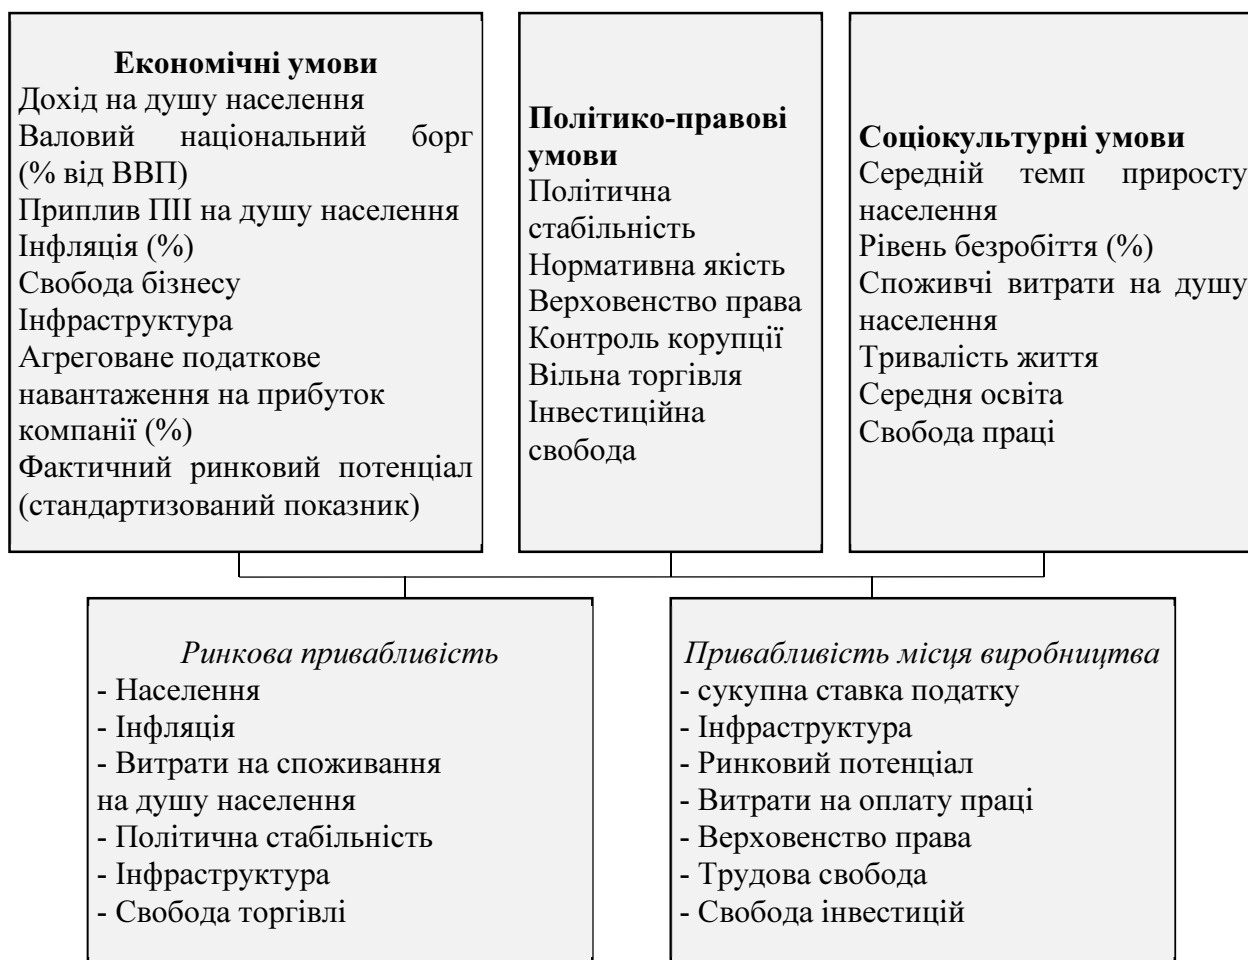 Економічні умови
Дохід на душу населення
Валовий національний борг
(% від ВВП)
Приплив ПІІ на душу населення
Інфляція (%)
Свобода бізнесу
Інфраструктура
Агреговане податкове
навантаження на прибуток
компанії (%)
Фактичний ринковий потенціал
(стандартизований показник)
Політико-правові
умови
Політична
стабільність
Нормативна якість
Верховенство права
Контроль корупції
Вільна торгівля
Інвестиційна
свобода
Соціокультурні умови
Середній темп приросту
населення
Рівень безробіття (%)
Споживчі витрати на душу
населення
Тривалість життя
Середня освіта
Свобода праці
Ринкова привабливість
- Населення
- Інфляція
- Витрати на споживання
на душу населення
- Політична стабільність
- Інфраструктура
- Свобода торгівлі
Привабливість місця виробництва
- сукупна ставка податку
- Інфраструктура
- Ринковий потенціал
- Витрати на оплату праці
- Верховенство права
- Трудова свобода
- Свобода інвестицій